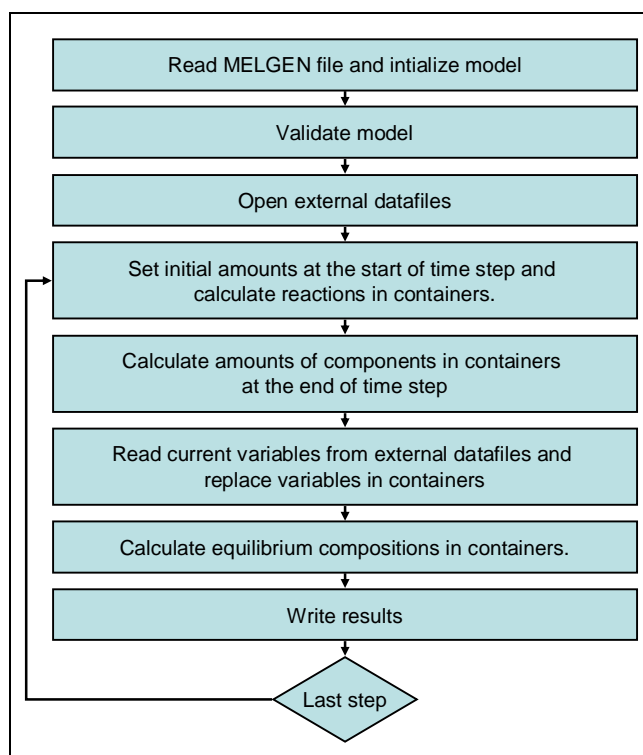 Read MELGEN file and intialize model
Validate model
Open external datafiles
Set initial amounts at the start of time step and
calculate reactions in containers.
Calculate amounts of components in containers
at the end of time step
Read current variables from external datafiles and
replace variables in containers
Calculate equilibrium compositions in containers.
Write results
Last step